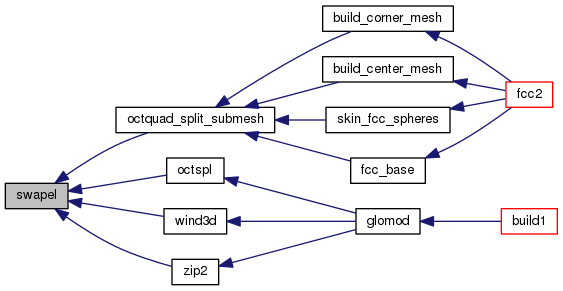 build_corner_mesh
build_center_mesh
fcc2
octquad_split_submesh
skin_fcc_spheres
fcc_base
octspl
swapel
wind3d
glomod
build1
zip2